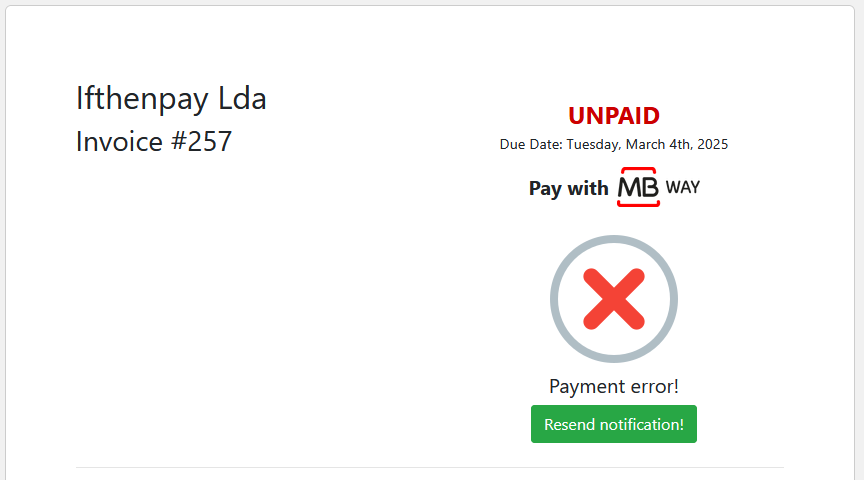 Ifthenpay Lda
Invoice #257
UNPAID
Due Date: Tuesday, March 4th, 2025
Pay with MB WAY
Payment error!
Resend notification!